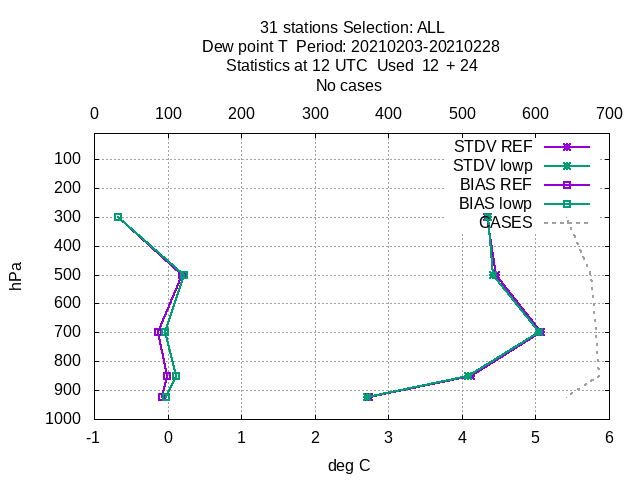 31 stations Selection: ALL
Dew point T  Period: 20210203-20210228
Statistics at 12 UTC  Used  12  + 24
No cases
0 100 200 300 400 500 600 700
STDV REF
STDV lowp
BIAS REF
BIAS lowp
CASES
100
200
300
400
500
600
700
800
900
1000
hPa
-1 0 1 2 3 4 5 6
deg C